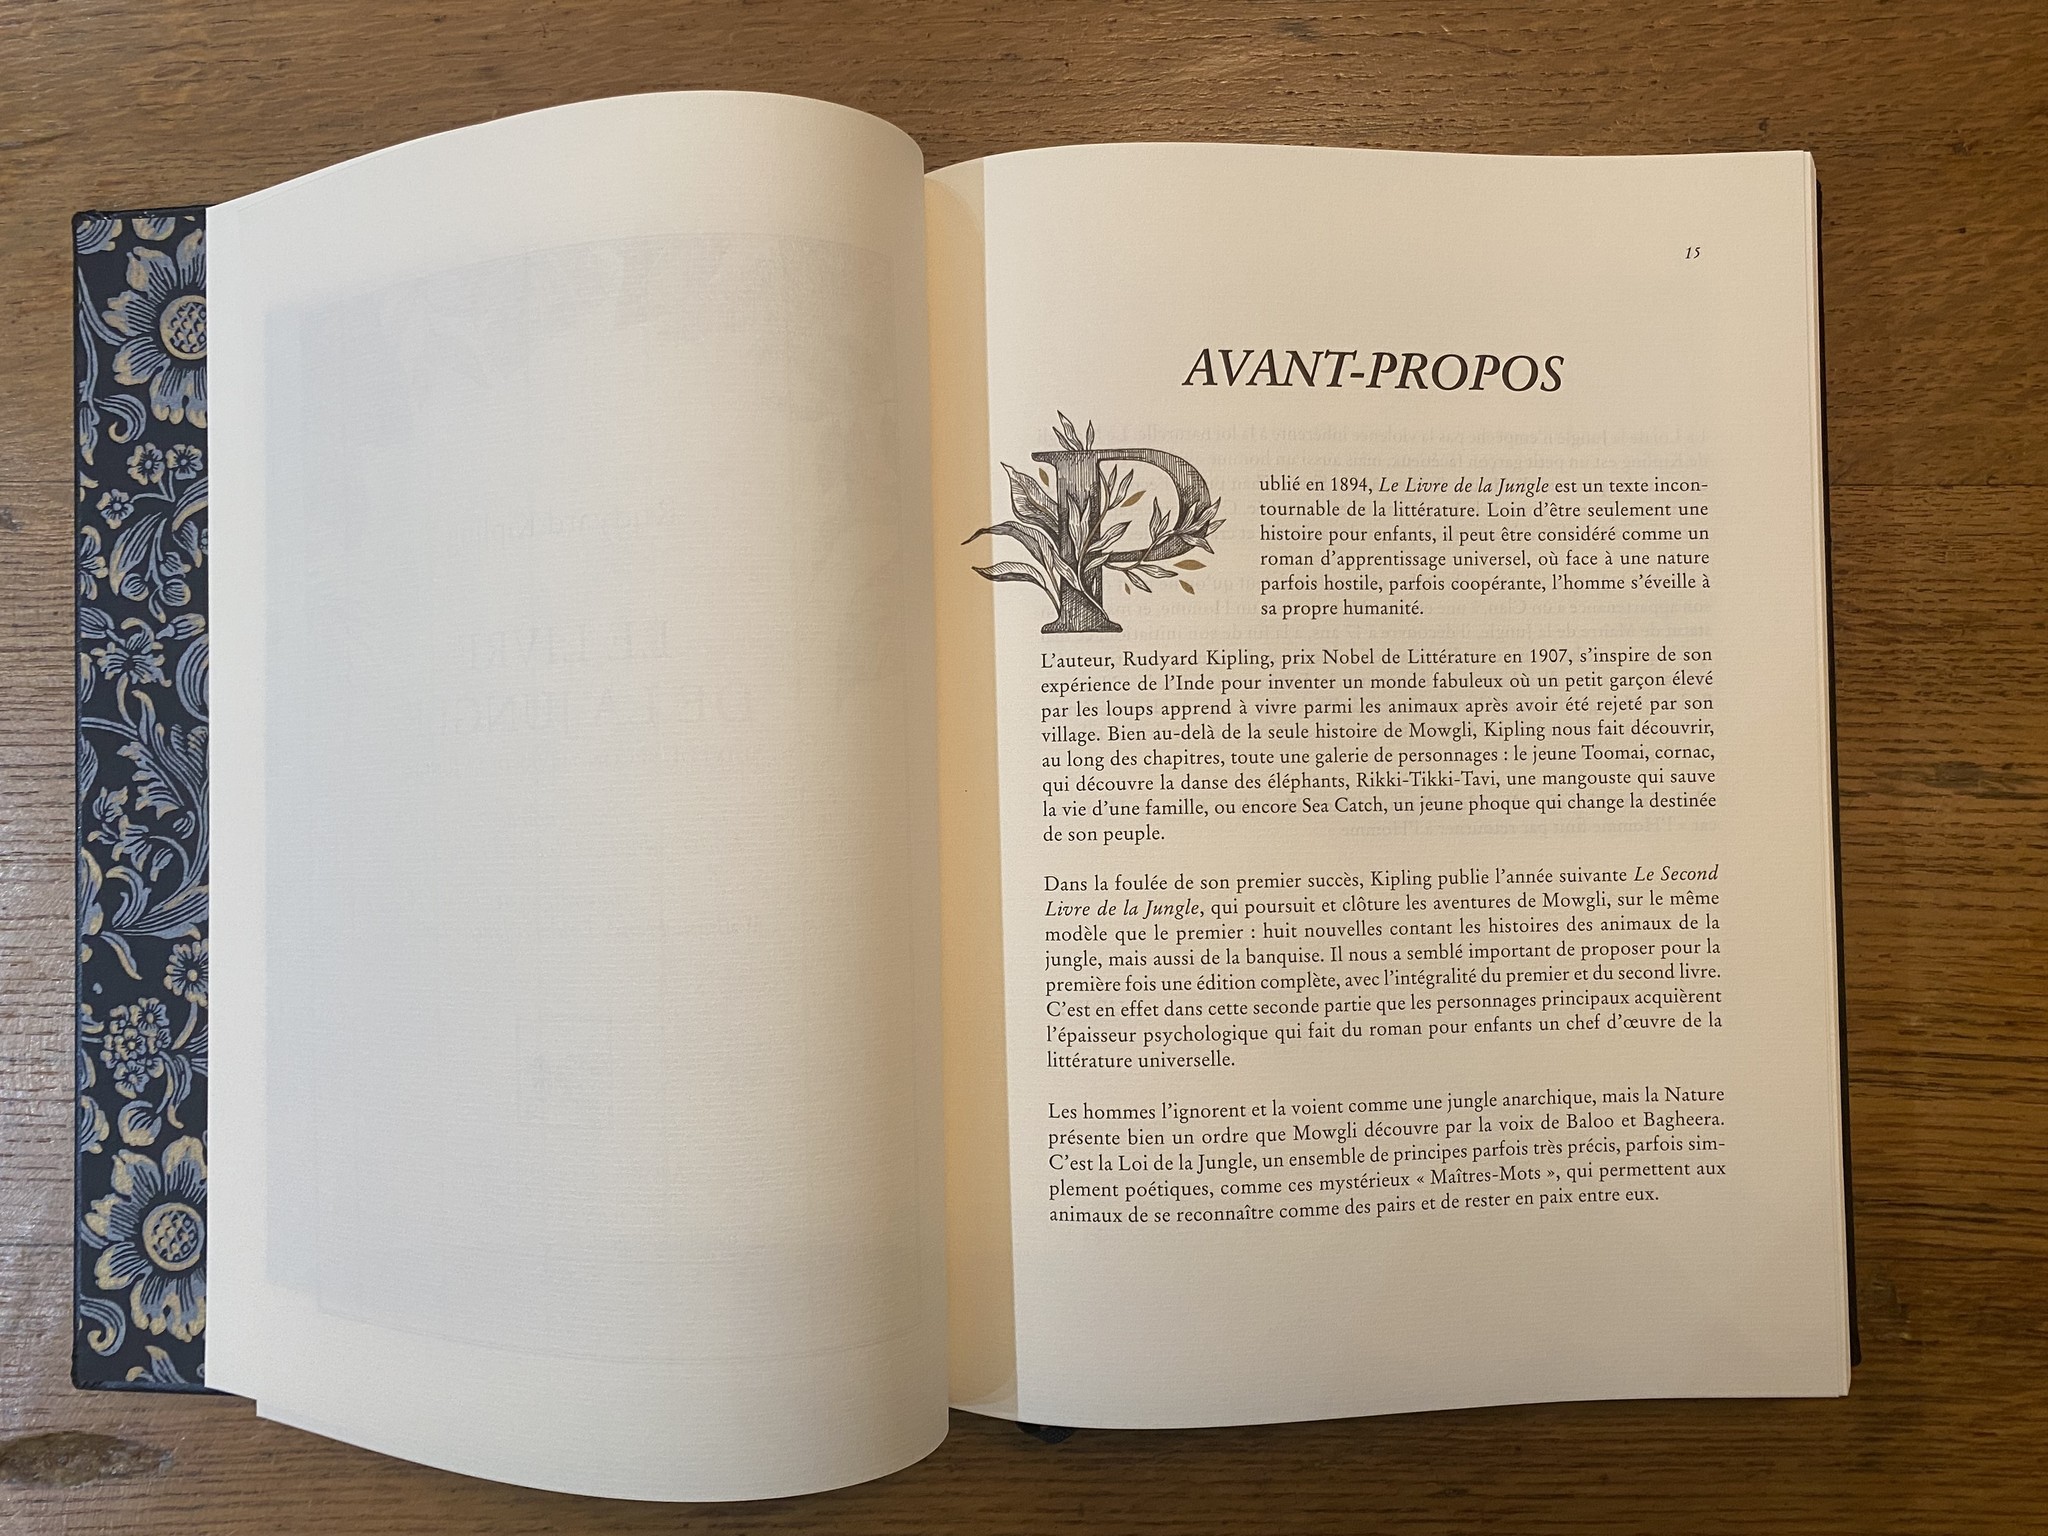 15
AVANT-PROPOS
Publié en 1894, Le Livre de la Jungle est un texte incon-
tournable de la littérature. Loin d'être seulement une
histoire pour enfants, il peut être considéré comme un
roman d'apprentissage universel, où face à une nature
parfois hostile, parfois coopérante, l'homme s'éveille à
sa propre humanité.
L'auteur, Rudyard Kipling, prix Nobel de Littérature en 1907, s'inspire de son
expérience de l'Inde pour inventer un monde fabuleux où un petit garçon élevé
par les loups apprend à vivre parmi les animaux après avoir été rejeté par son
village. Bien au-delà de la seule histoire de Mowgli, Kipling nous fait découvrir,
au long des chapitres, toute une galerie de personnages : le jeune Toomai, cornac,
qui découvre la danse des éléphants, Rikki-Tikki-Tavi, une mangouste qui sauve
la vie d'une famille, ou encore Sea Catch, un jeune phoque qui change la destinée
de son peuple.
Dans la foulée de son premier succès, Kipling publie l'année suivante Le Second
Livre de la Jungle, qui poursuit et clôture les aventures de Mowgli, sur le même
modèle que le premier : huit nouvelles contant les histoires des animaux de la
jungle, mais aussi de la banquise. Il nous a semblé important de proposer pour la
première fois une édition complète, avec l'intégralité du premier et du second livre.
C'est en effet dans cette seconde partie que les personnages principaux acquièrent
l'épaisseur psychologique qui fait du roman pour enfants un chef d'œuvre de la
littérature universelle.
Les hommes l'ignorent et la voient comme une jungle anarchique, mais la Nature
présente bien un ordre que Mowgli découvre par la voix de Baloo et Bagheera.
C'est la Loi de la Jungle, un ensemble de principes parfois très précis, parfois sim-
plement poétiques, comme ces mystérieux « Maîtres-Mots », qui permettent aux
animaux de se reconnaître comme des pairs et de rester en paix entre eux.